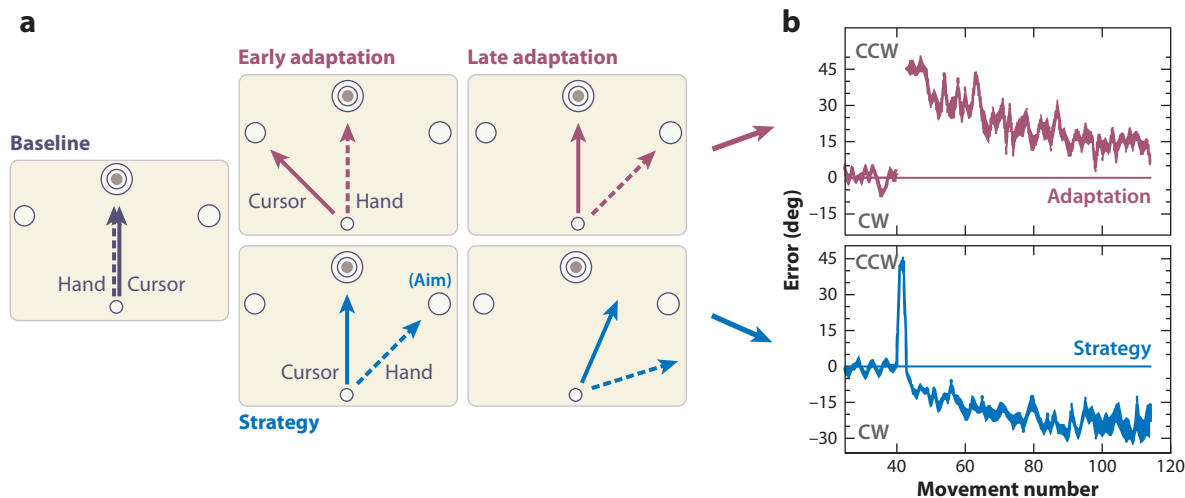 a
Baseline
Hand
Cursor
Early adaptation
Late adaptation
Cursor
Hand
(Aim)
Cursor
Hand
Strategy
b
Error (deg)
CCW
45
30
15
0
−15
CW
Adaptation
CCW
45
30
15
0
−15
−30
CW
Strategy
40 60 80 100 120
Movement number